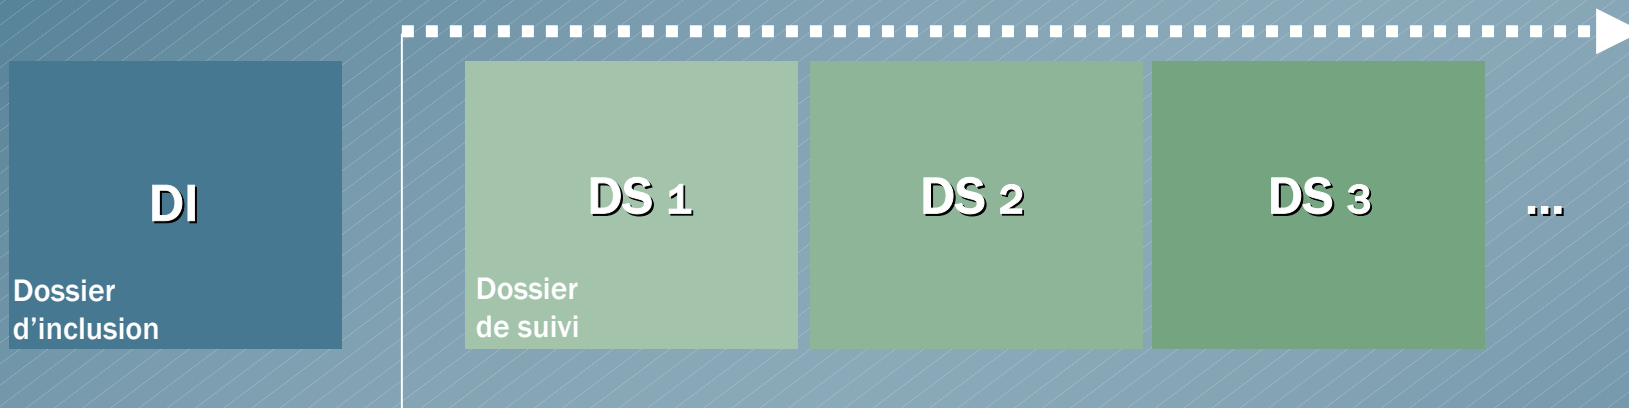 DI
Dossier
d’inclusion
DS 1
Dossier
de suivi
DS 2
DS 3
...